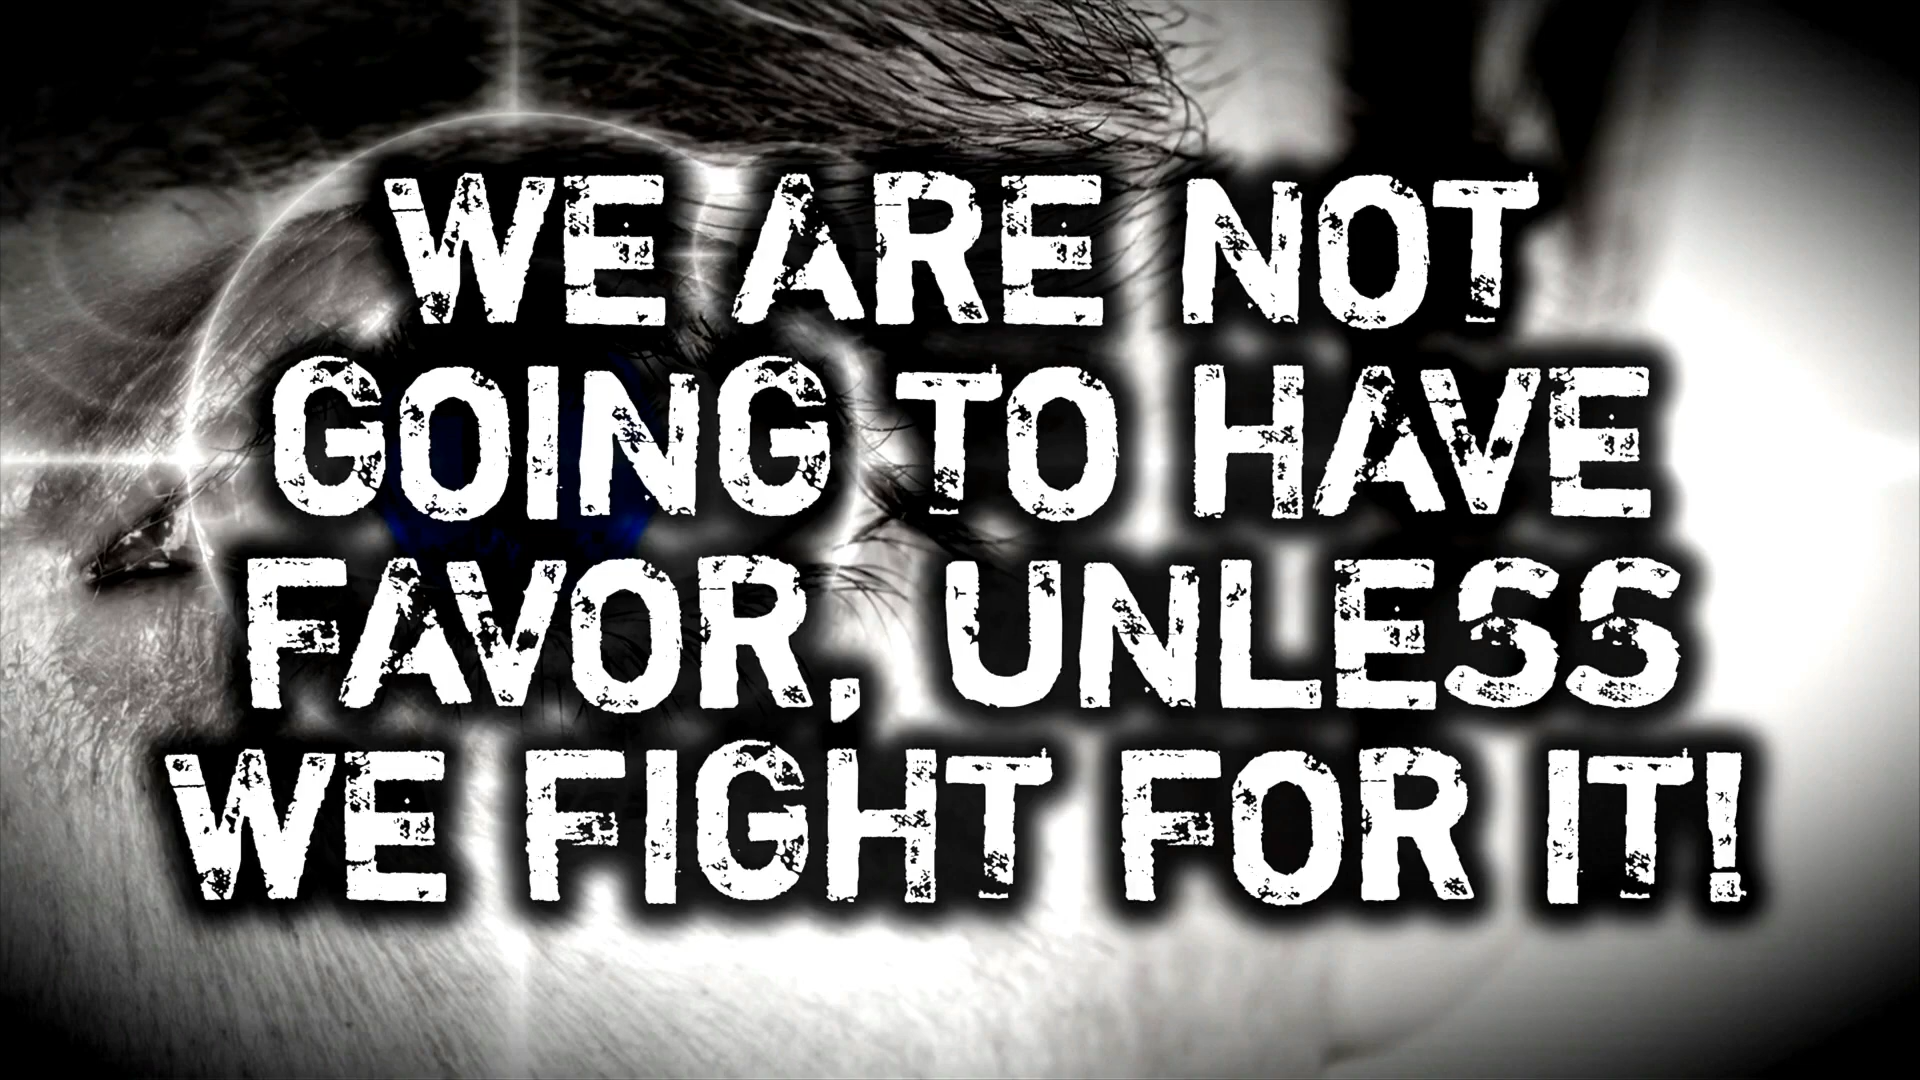 WE ARE NOT
GOING TO HAVE
FAVOR, UNLESS
WE FIGHT FOR IT!